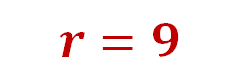 r = 9